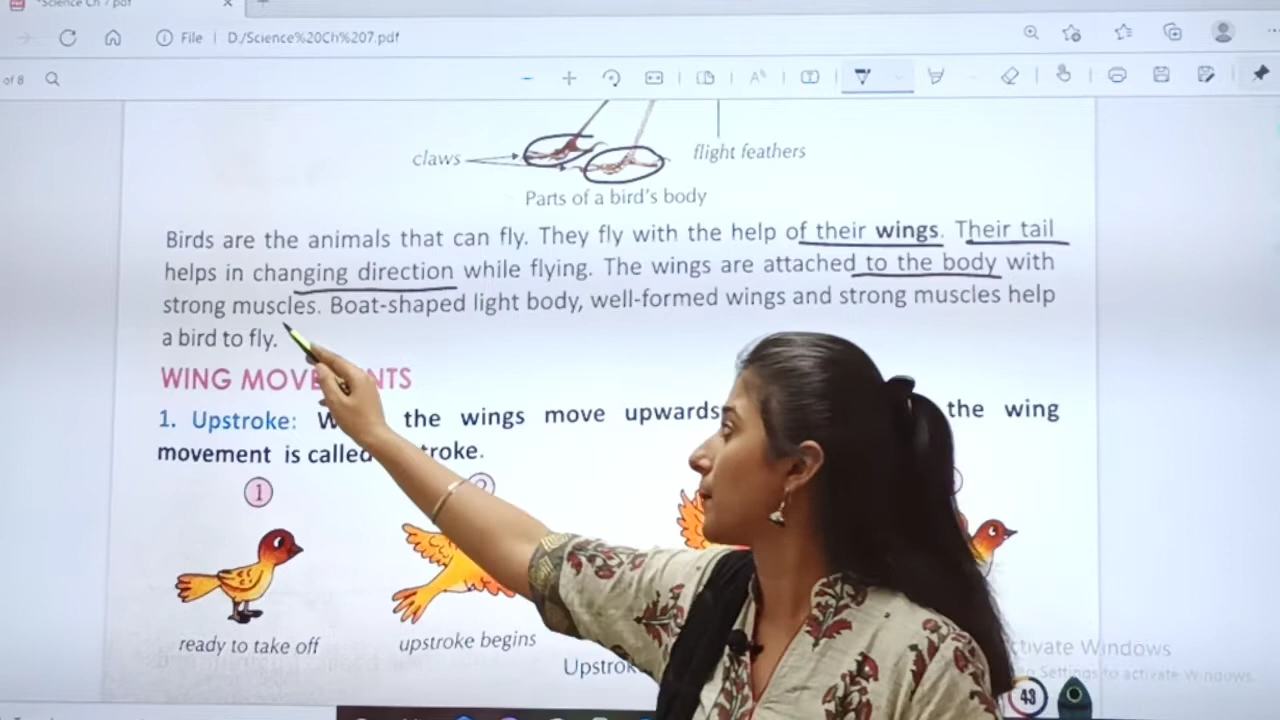 Science Ch 7.pdf
File | D:/Science%20Ch%207.pdf
of 8
claws
flight feathers
Parts of a bird's body
Birds are the animals that can fly. They fly with the help of their wings. Their tail
helps in changing direction while flying. The wings are attached to the body with
strong muscles. Boat-shaped light body, well-formed wings and strong muscles help
a bird to fly.
WING
1. Upstroke: the wings move upwards the wing
movement is called
1
2
ready to take off
upstroke begins
Activate Windows
to activate Windows.
43